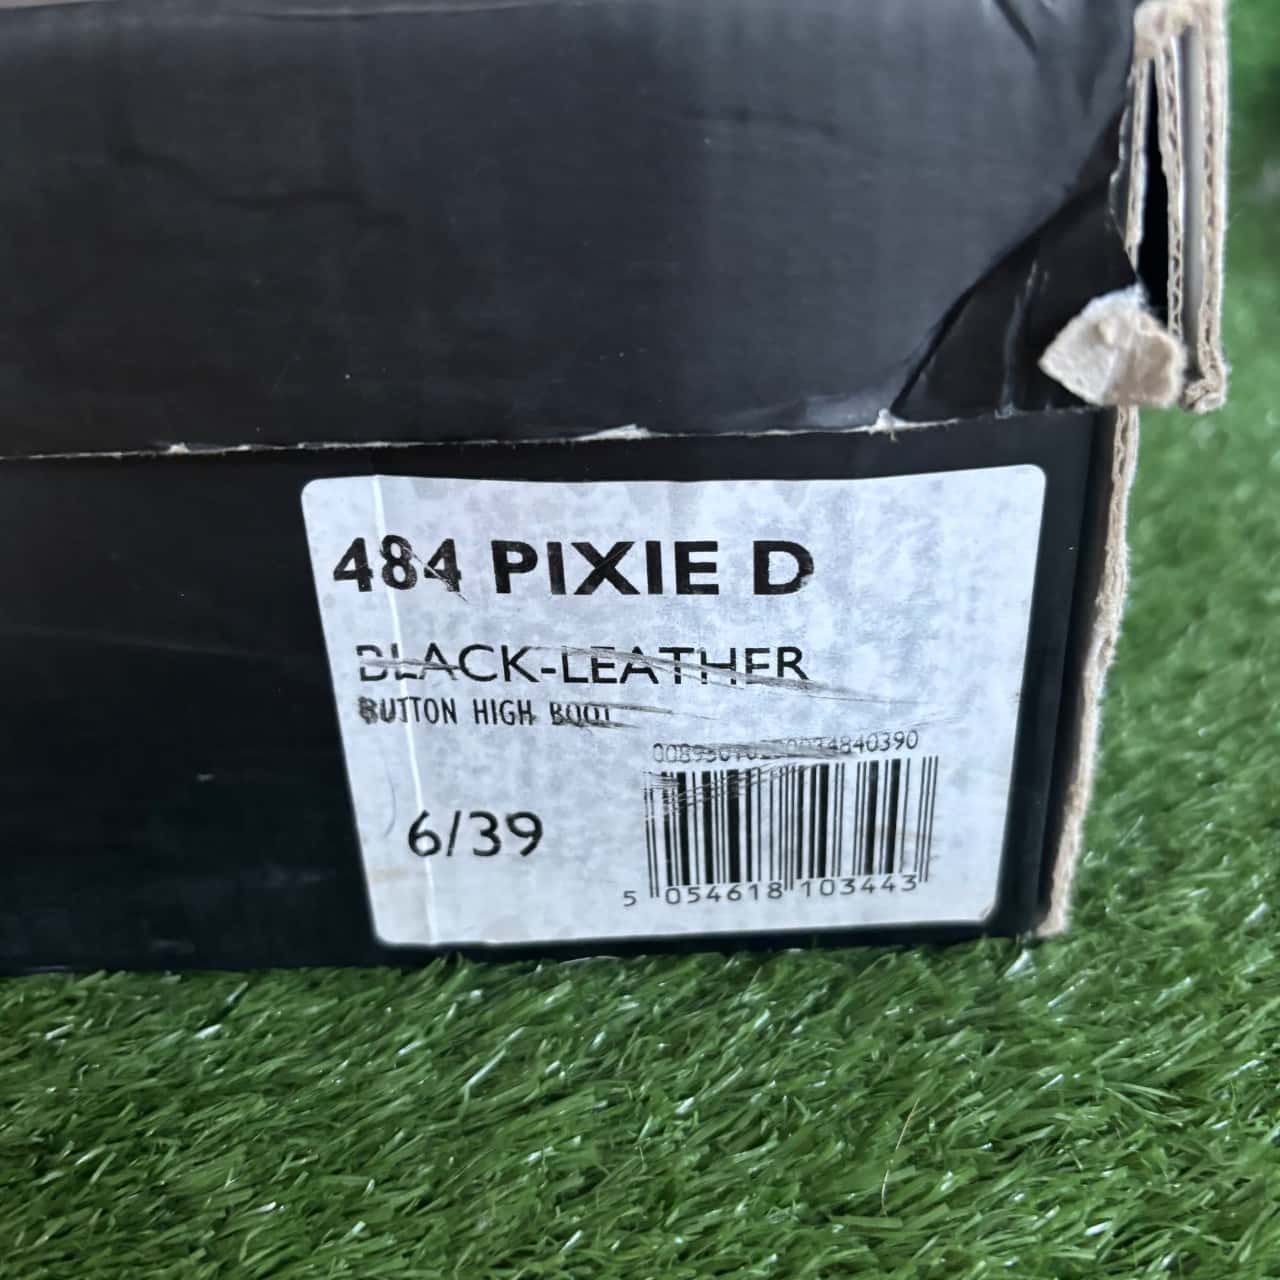 484 PIXIE D
BLACK-LEATHER
BUTTON HIGH BOOT
6/39
5 054618 103443